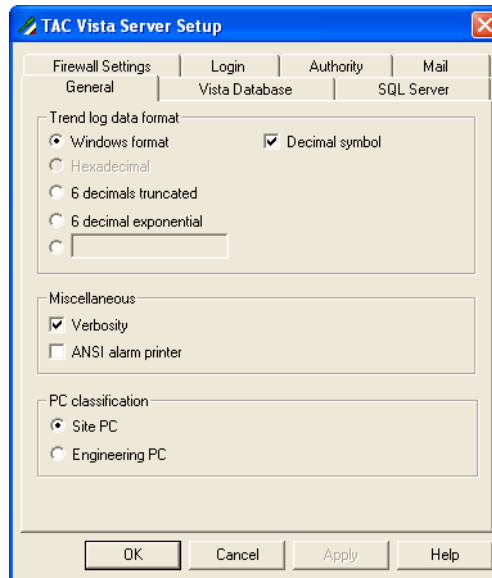 TAC Vista Server Setup
Firewall Settings Login Authority Mail
General Vista Database SQL Server
Trend log data format
Windows format Decimal symbol
Hexadecimal
6 decimals truncated
6 decimal exponential
Miscellaneous
Verbosity
ANSI alarm printer
PC classification
Site PC
Engineering PC
OK Cancel Apply Help